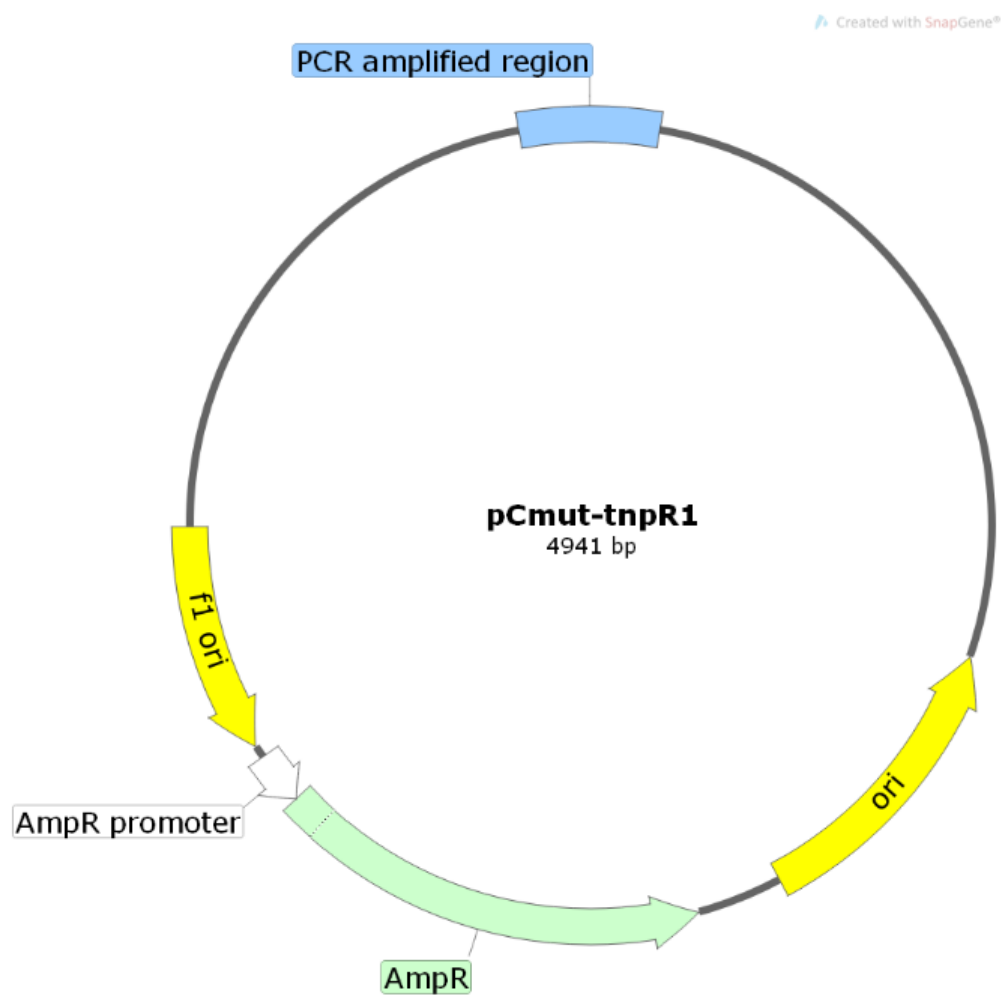 Created with SnapGene®
PCR amplified region
pCmut-tnpR1
4941 bp
f1 ori
ori
AmpR promoter
AmpR